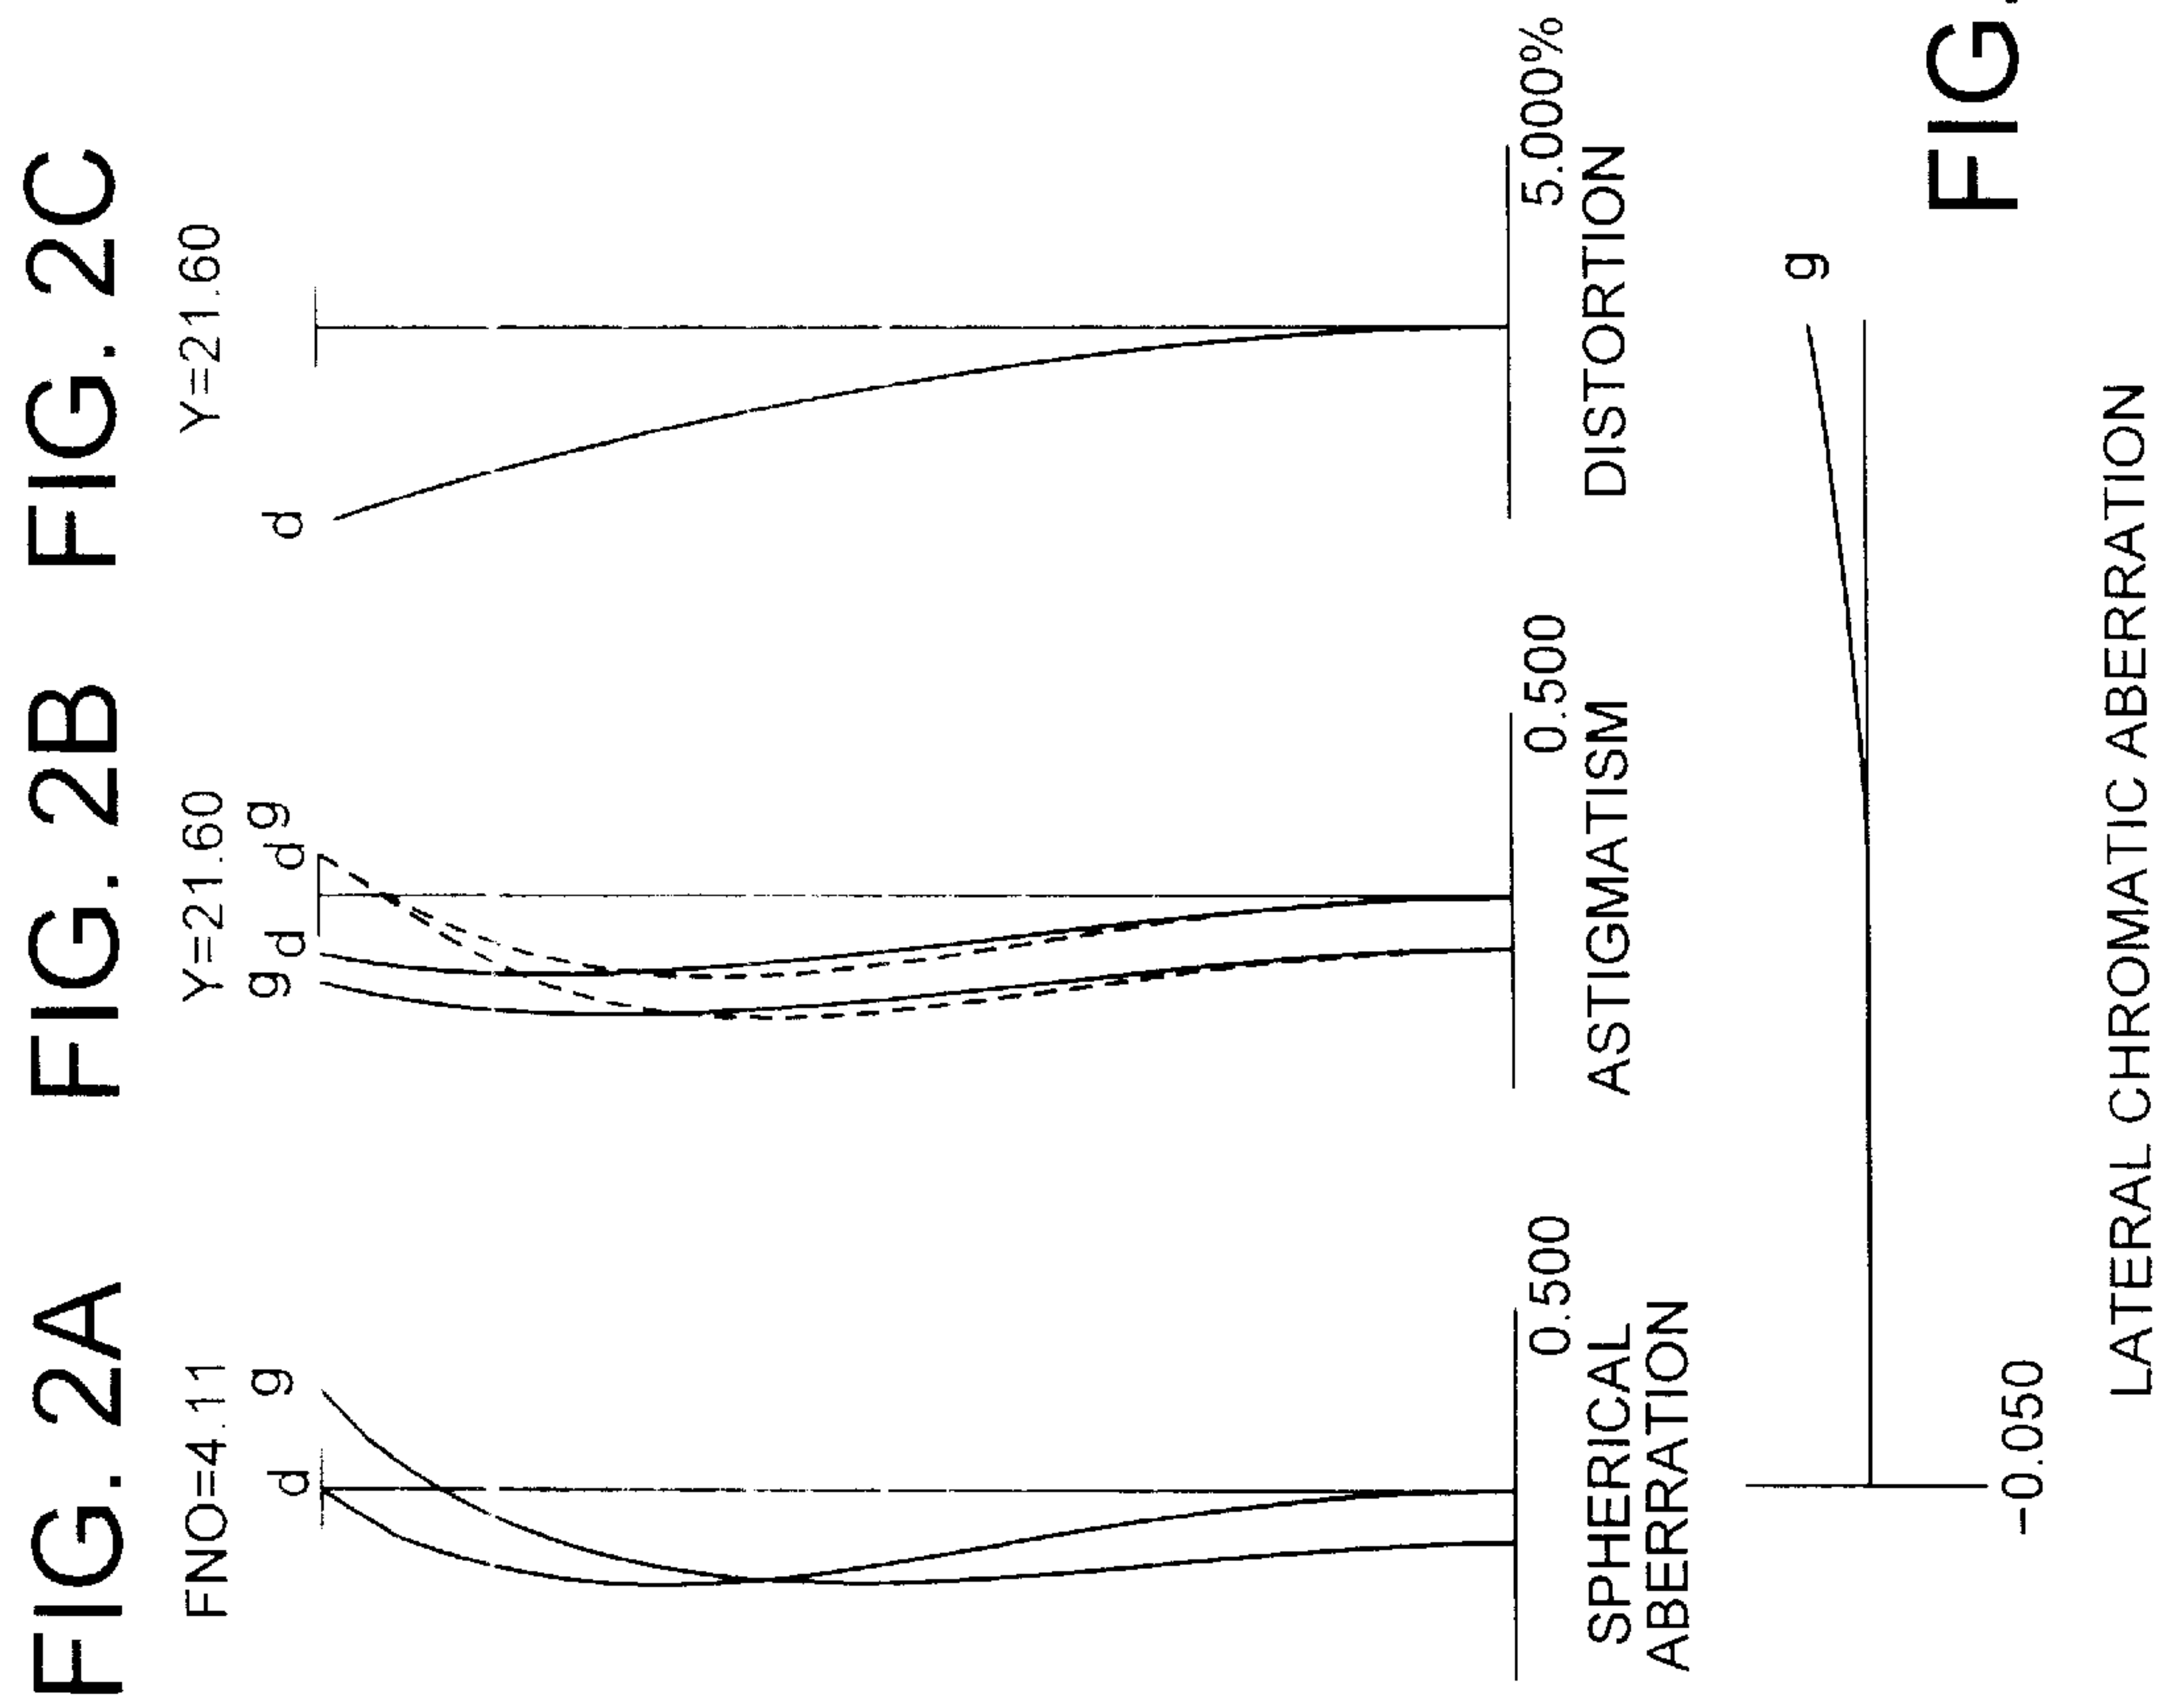 FIG. 2A
FNO=4.11
d
g
0.500
SPHERICAL
ABERRATION
FIG. 2B
Y=21.60
g
d
d
g
0.500
ASTIGMATISM
FIG. 2C
Y=21.60
d
5.000%
DISTORTION
g
-0.050
LATERAL CHROMATIC ABERRATION
FIG.